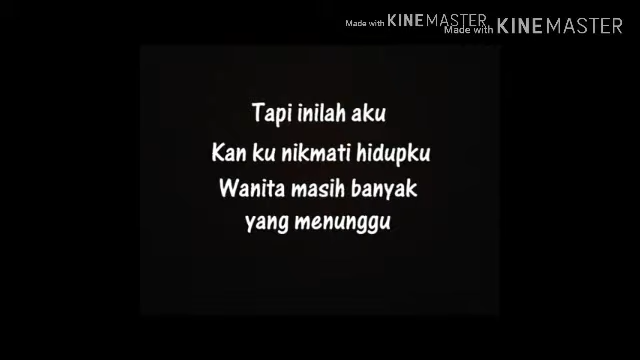 Made with KINEMASTER
Made with KINEMASTER
Tapi inilah aku
Kan ku nikmati hidupku
Wanita masih banyak
yang menunggu